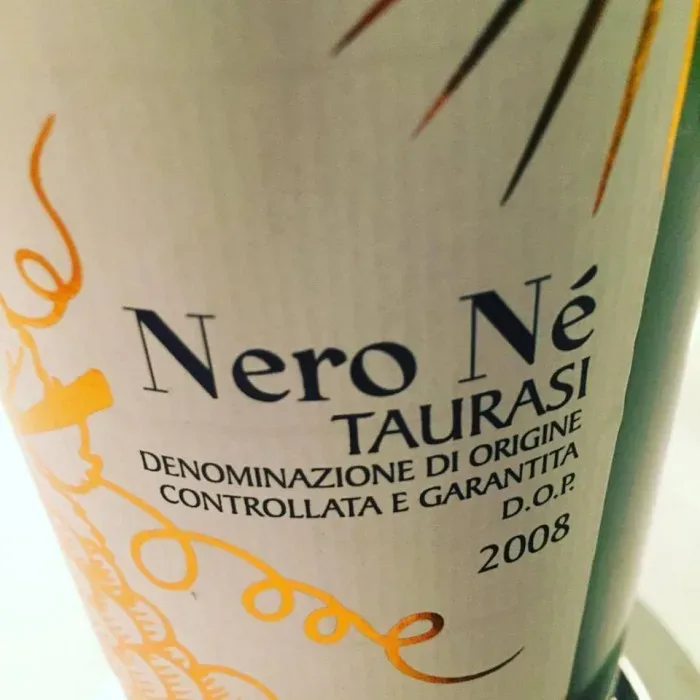 Nero Né
TAURASI
DENOMINAZIONE DI ORIGINE
CONTROLLATA E GARANTITA
D.O.P.
2008